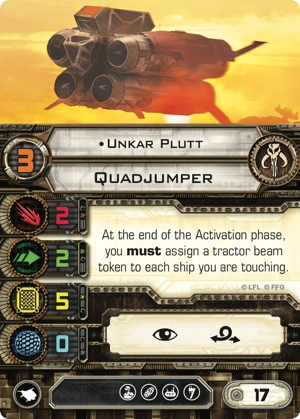 •Unkar Plutt
3
Quadjumper
2
2
5
0
At the end of the Activation phase,
you must assign a tractor beam
token to each ship you are touching.
©LFL ©FFG
17